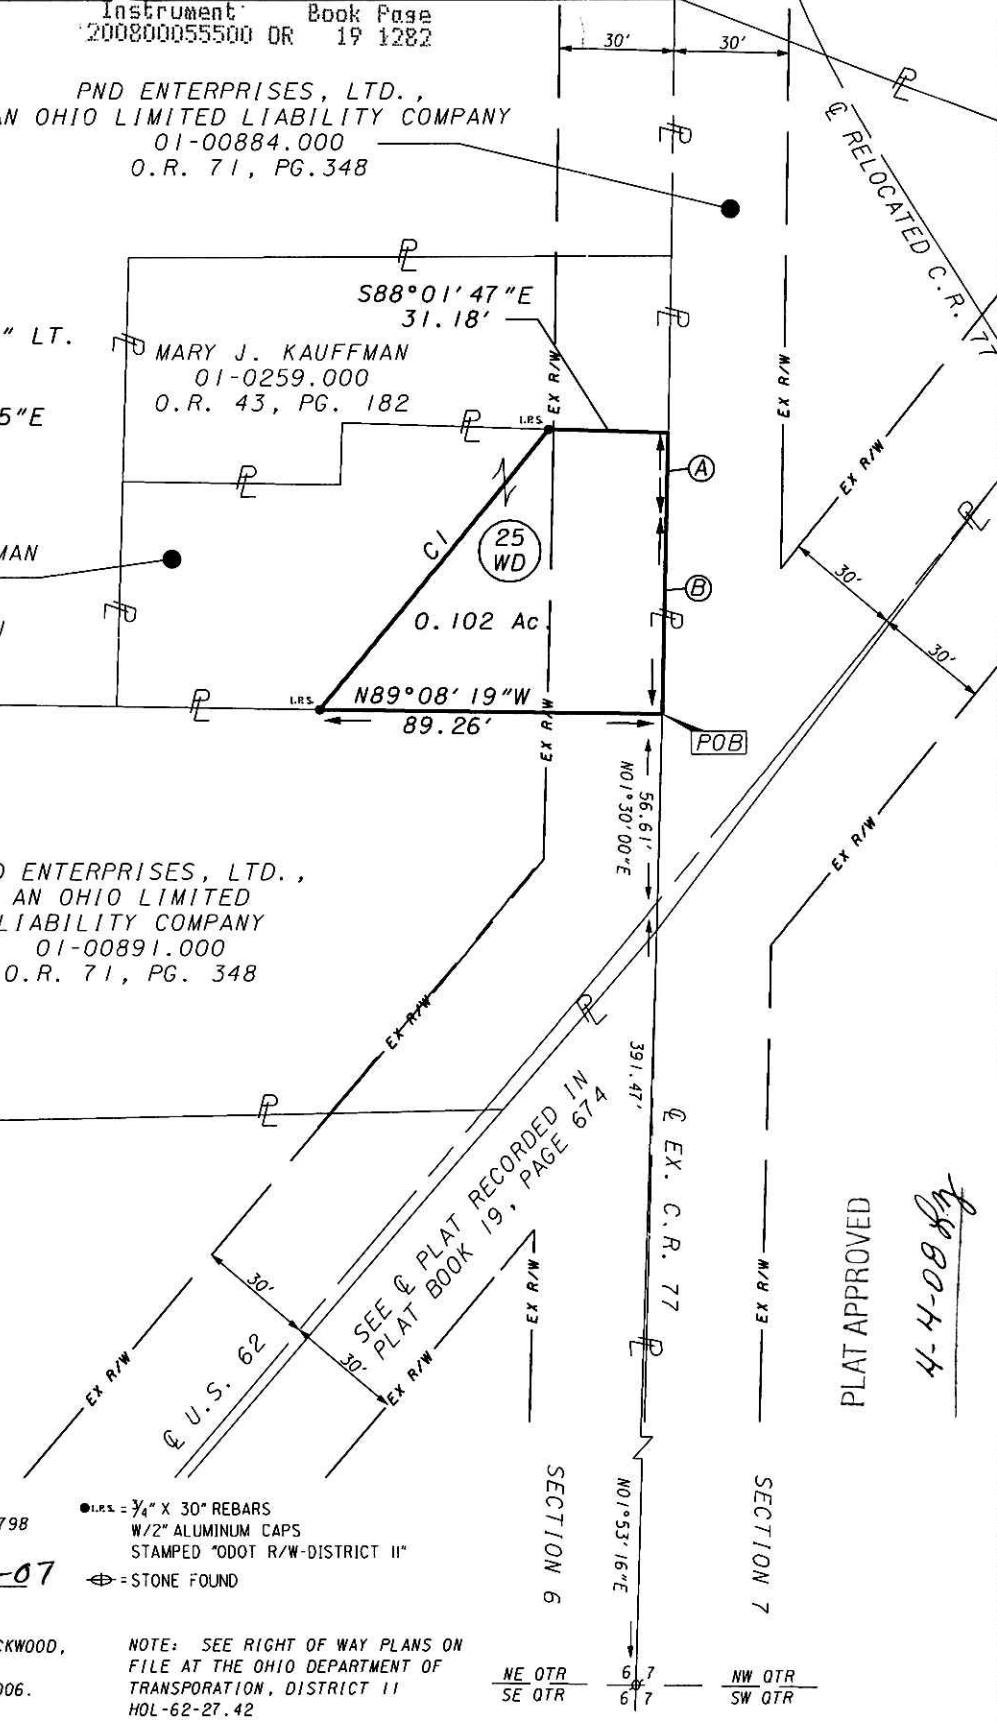 Instrument Book Page
200800055500 OR 19 1282
30'
30'
PND ENTERPRISES, LTD.,
AN OHIO LIMITED LIABILITY COMPANY
01-00884.000
O.R. 71, PG.348
℄ RELOCATED C.R. 77
S88°01'47"E
31.18'
" LT.
MARY J. KAUFFMAN
01-0259.000
O.R. 43, PG. 182
5"E
I.P.S.
EX R/W
EX R/W
EX R/W
A
C1
25
WD
MAN
30'
B
0.102 Ac.
30'
I.P.S.
N89°08'19"W
89.26'
EX R/W
POB
56.61'
N01°30'00"E
EX R/W
ENTERPRISES, LTD.,
AN OHIO LIMITED
LIABILITY COMPANY
01-00891.000
O.R. 71, PG. 348
EX R/W
391.47'
℄ EX. C.R. 77
SEE ℄ PLAT RECORDED IN
PLAT BOOK 19, PAGE 674
PLAT APPROVED
4-4-08
30'
30'
EX R/W
EX R/W
EX R/W
EX R/W
℄ U.S. 62
SECTION 6
N01°53'16"E
SECTION 7
798
I.P.S. = 3/4" X 30" REBARS
W/2" ALUMINUM CAPS
STAMPED "ODOT R/W-DISTRICT 11"
-07
= STONE FOUND
CKWOOD,
006.
NOTE: SEE RIGHT OF WAY PLANS ON
FILE AT THE OHIO DEPARTMENT OF
TRANSPORATION, DISTRICT 11
HOL-62-27.42
NE QTR 6 7 NW QTR
SE QTR 6 7 SW QTR